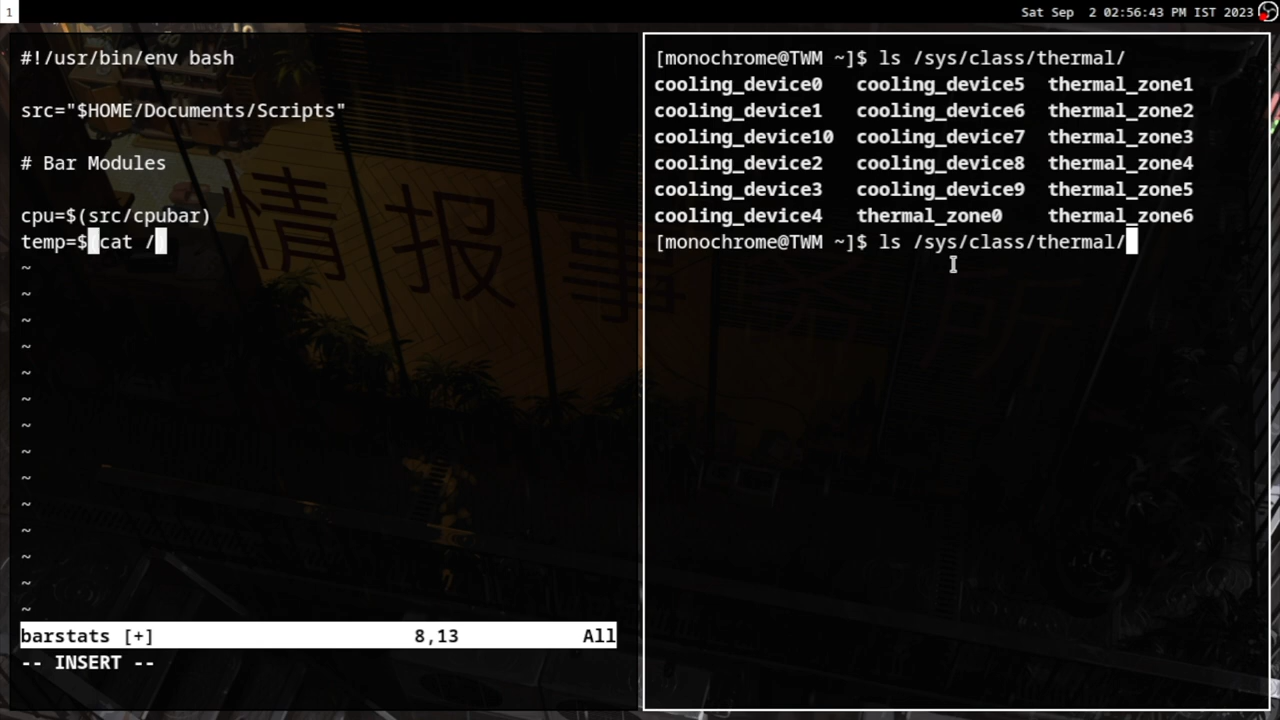 1
Sat Sep  2 02:56:43 PM IST 2023
#!/usr/bin/env bash
src="$HOME/Documents/Scripts"
# Bar Modules
cpu=$(src/cpubar)
temp=$(cat /)
~
~
~
~
~
~
~
~
~
~
~
~
~
~
barstats [+] 8,13 All
-- INSERT --
[monochrome@TWM ~]$ ls /sys/class/thermal/
cooling_device0 cooling_device5 thermal_zone1
cooling_device1 cooling_device6 thermal_zone2
cooling_device10 cooling_device7 thermal_zone3
cooling_device2 cooling_device8 thermal_zone4
cooling_device3 cooling_device9 thermal_zone5
cooling_device4 thermal_zone0 thermal_zone6
[monochrome@TWM ~]$ ls /sys/class/thermal/
情报事务所